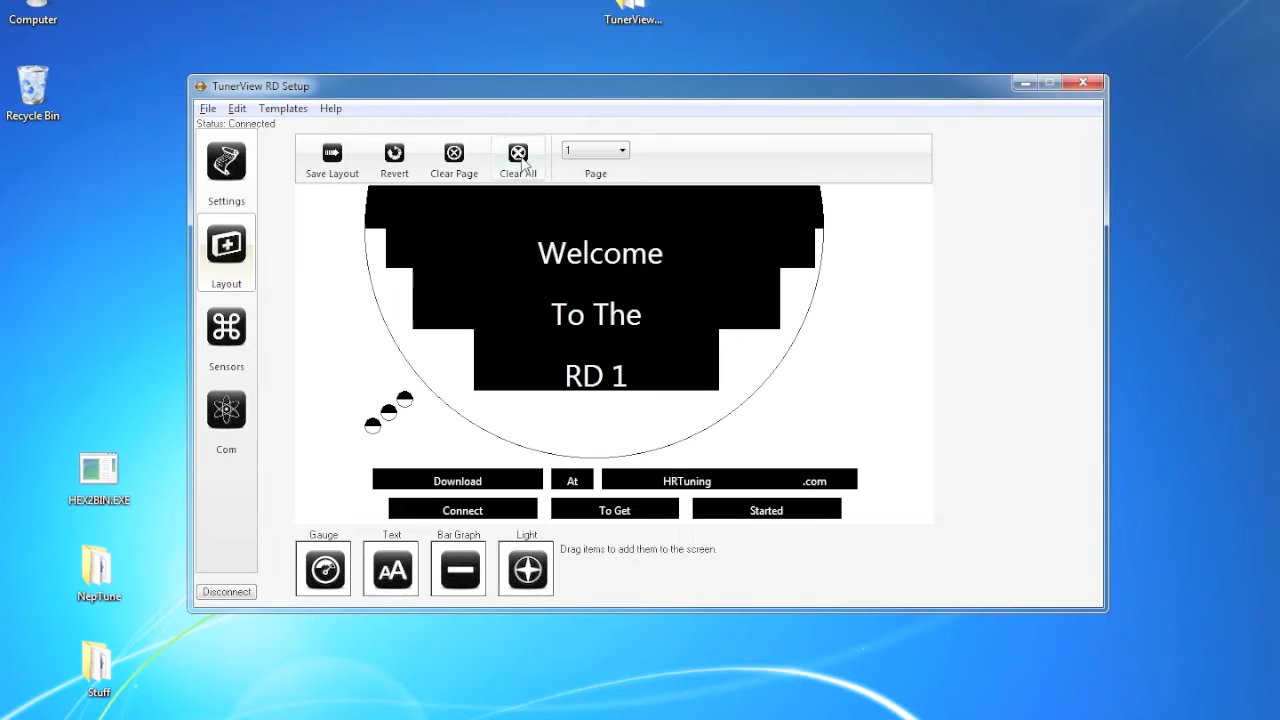 Computer
TunerView...
Recycle Bin
TunerView RD Setup
File Edit Templates Help
Status: Connected
Save Layout Revert Clear Page Clear All
1
Page
Settings
Layout
Sensors
Com
Disconnect
Welcome
To The
RD 1
Download At HRTuning .com
Connect To Get Started
Gauge Text Bar Graph Light
AA
Drag items to add them to the screen.
HEX2BIN.EXE
NepTune
Stuff